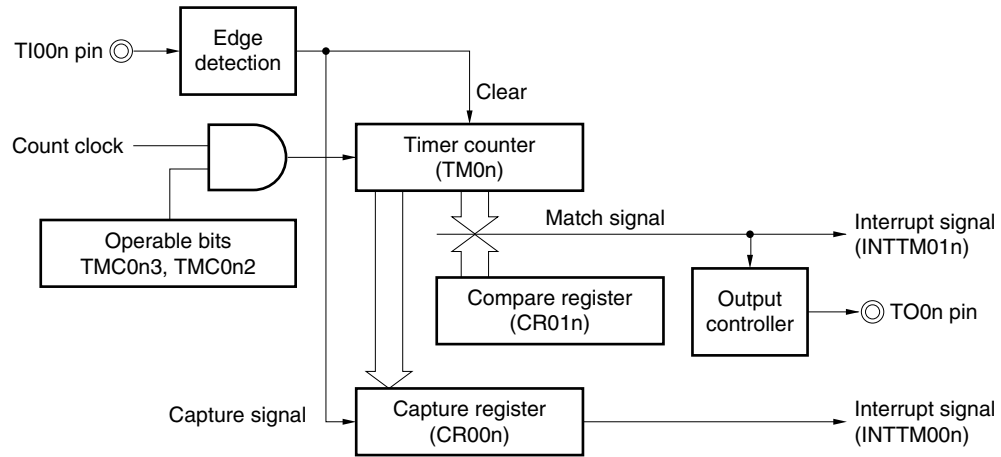 TI00n pin
Edge
detection
Clear
Count clock
Timer counter
(TM0n)
Operable bits
TMC0n3, TMC0n2
Match signal
Interrupt signal
(INTTM01n)
Compare register
(CR01n)
Output
controller
TO0n pin
Capture signal
Capture register
(CR00n)
Interrupt signal
(INTTM00n)